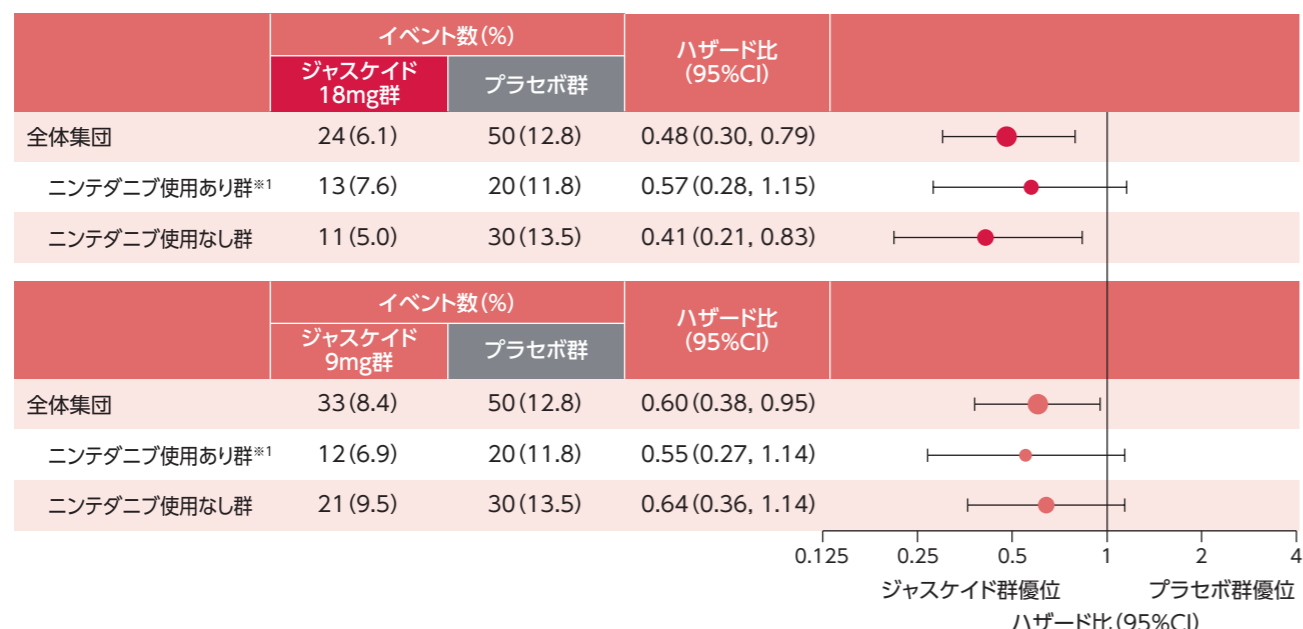 イベント数(%)
ハザード比
(95%CI)
ジャスケイド
18mg群
プラセボ群
全体集団 24(6.1) 50(12.8) 0.48(0.30, 0.79)
ニンテダニブ使用あり群※1 13(7.6) 20(11.8) 0.57(0.28, 1.15)
ニンテダニブ使用なし群 11(5.0) 30(13.5) 0.41(0.21, 0.83)
イベント数(%)
ハザード比
(95%CI)
ジャスケイド
9mg群
プラセボ群
全体集団 33(8.4) 50(12.8) 0.60(0.38, 0.95)
ニンテダニブ使用あり群※1 12(6.9) 20(11.8) 0.55(0.27, 1.14)
ニンテダニブ使用なし群 21(9.5) 30(13.5) 0.64(0.36, 1.14)
0.125 0.25 0.5 1 2 4
ジャスケイド群優位 プラセボ群優位
ハザード比(95%CI)